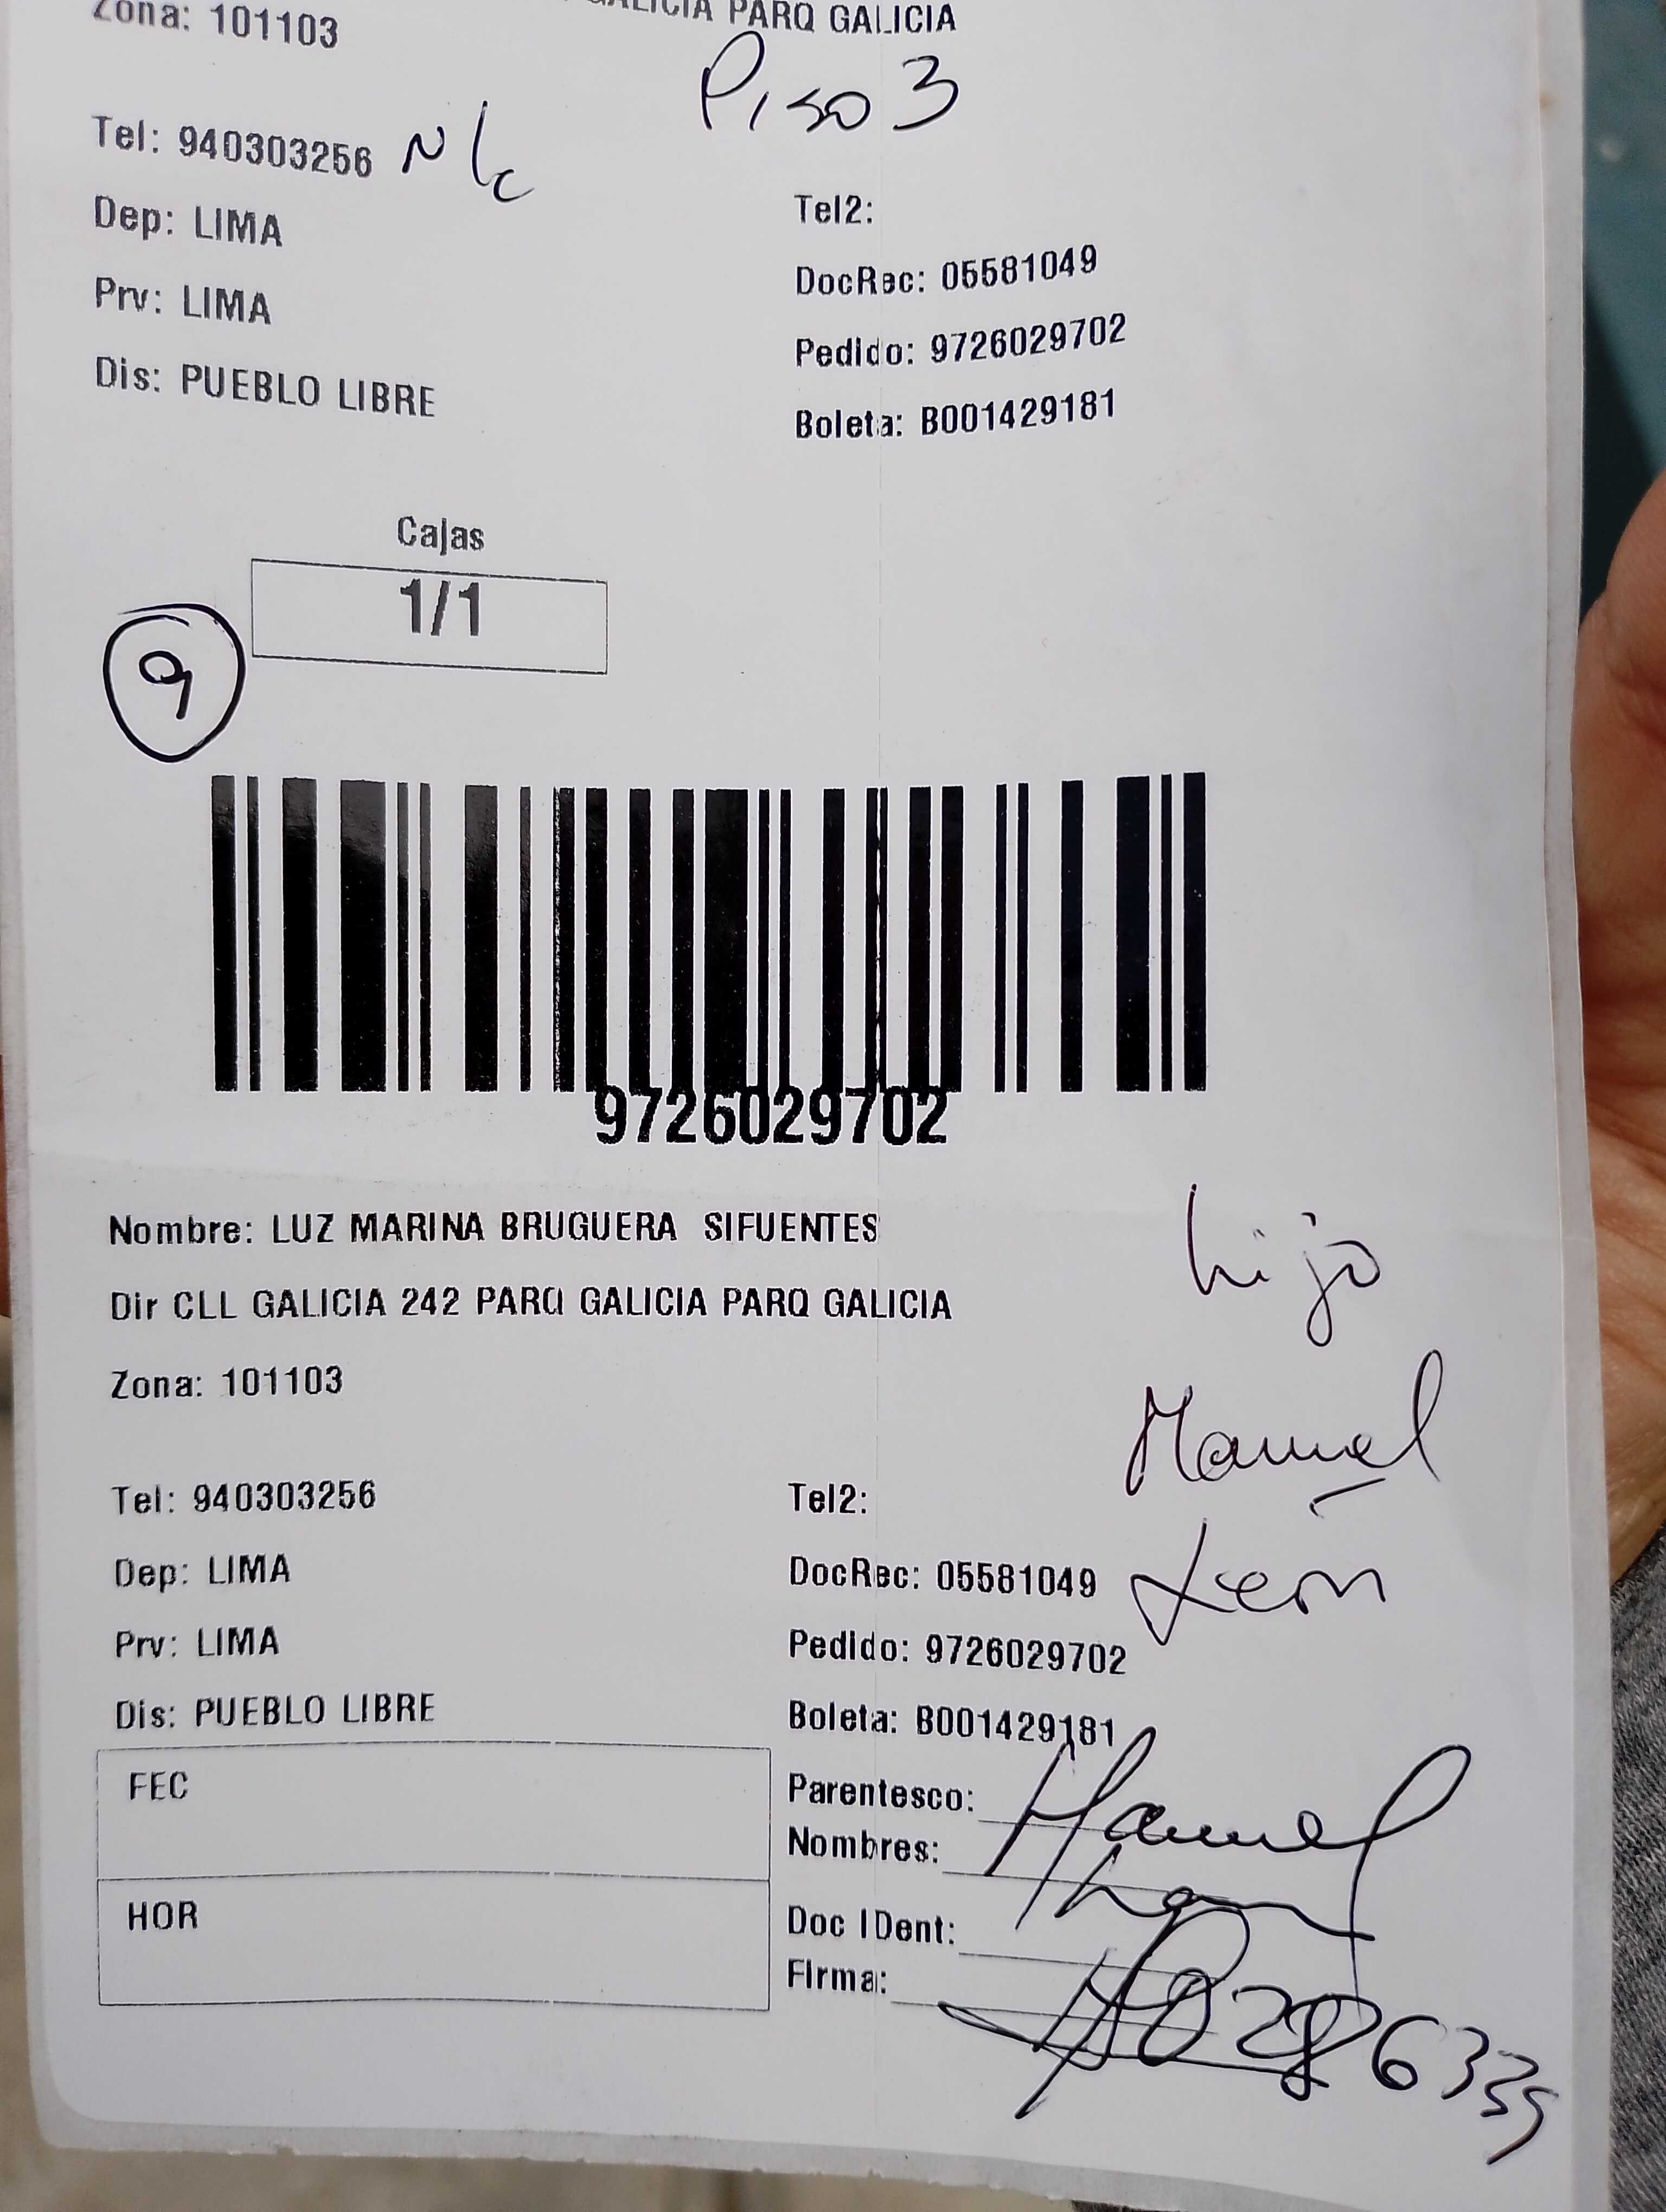 Zona: 101103
GALICIA PARQ GALICIA
Piso 3
Tel: 940303256
Dep: LIMA
Prv: LIMA
Dis: PUEBLO LIBRE
Tel2:
DocRec: 05581049
Pedido: 9726029702
Boleta: B001429181
Cajas
1/1
9
9726029702
Nombre: LUZ MARINA BRUGUERA SIFUENTES
Dir CLL GALICIA 242 PARQ GALICIA PARQ GALICIA
Zona: 101103
hijo
Manuel
León
Tel: 940303256
Dep: LIMA
Prv: LIMA
Dis: PUEBLO LIBRE
Tel2:
DocRec: 05581049
Pedido: 9726029702
Boleta: B001429181
FEC
HOR
Parentesco:
Nombres: Manuel
Doc IDent:
Firma: